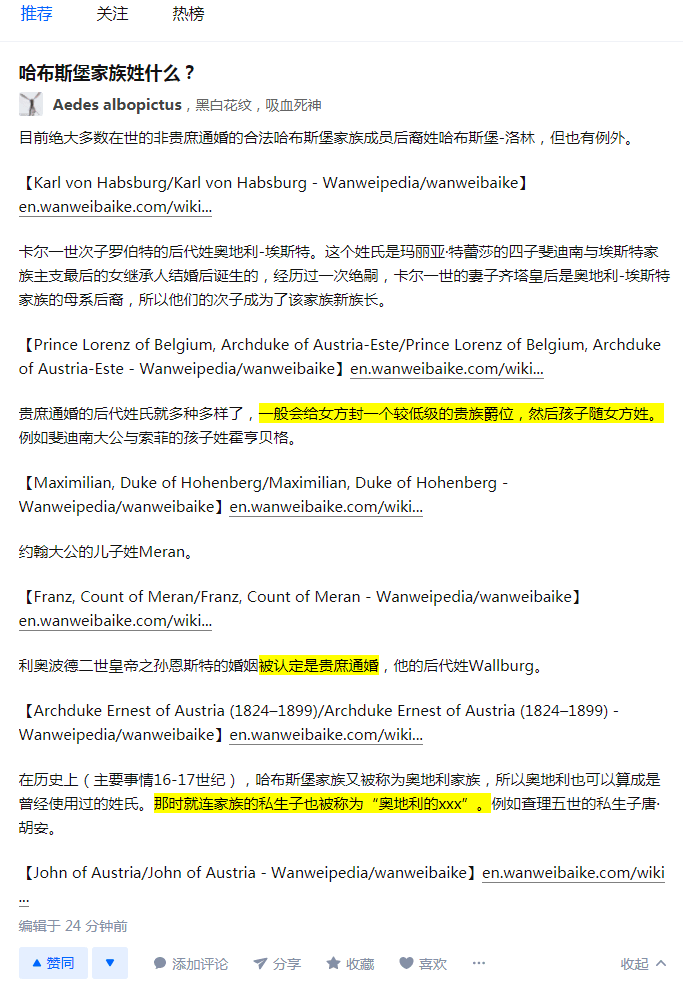 推荐 关注 热榜
哈布斯堡家族姓什么？
Aedes albopictus，黑白花纹，吸血死神
目前绝大多数在世的非贵庶通婚的合法哈布斯堡家族成员后裔姓哈布斯堡-洛林，但也有例外。
【Karl von Habsburg/Karl von Habsburg - Wanweipedia/wanweibaike】
en.wanweibaike.com/wiki...
卡尔一世次子罗伯特的后代姓奥地利-埃斯特。这个姓氏是玛丽亚·特蕾莎的四子斐迪南与埃斯特家
族主支最后的女继承人结婚后诞生的，经历过一次绝嗣，卡尔一世的妻子齐塔皇后是奥地利-埃斯特
家族的母系后裔，所以他们的次子成为了该家族新族长。
【Prince Lorenz of Belgium, Archduke of Austria-Este/Prince Lorenz of Belgium, Archduke
of Austria-Este - Wanweipedia/wanweibaike】en.wanweibaike.com/wiki...
贵庶通婚的后代姓氏就多种多样了，一般会给女方封一个较低级的贵族爵位，然后孩子随女方姓。
例如斐迪南大公与索菲的孩子姓霍亨贝格。
【Maximilian, Duke of Hohenberg/Maximilian, Duke of Hohenberg -
Wanweipedia/wanweibaike】en.wanweibaike.com/wiki...
约翰大公的儿子姓Meran。
【Franz, Count of Meran/Franz, Count of Meran - Wanweipedia/wanweibaike】
en.wanweibaike.com/wiki...
利奥波德二世皇帝之孙恩斯特的婚姻被认定是贵庶通婚，他的后代姓Wallburg。
【Archduke Ernest of Austria (1824–1899)/Archduke Ernest of Austria (1824–1899) -
Wanweipedia/wanweibaike】en.wanweibaike.com/wiki...
在历史上（主要事情16-17世纪），哈布斯堡家族又被称为奥地利家族，所以奥地利也可以算成是
曾经使用过的姓氏。那时就连家族的私生子也被称为“奥地利的xxx”。例如查理五世的私生子唐·
胡安。
【John of Austria/John of Austria - Wanweipedia/wanweibaike】en.wanweibaike.com/wiki
...
编辑于 24 分钟前
赞同 添加评论 分享 收藏 喜欢 ··· 收起